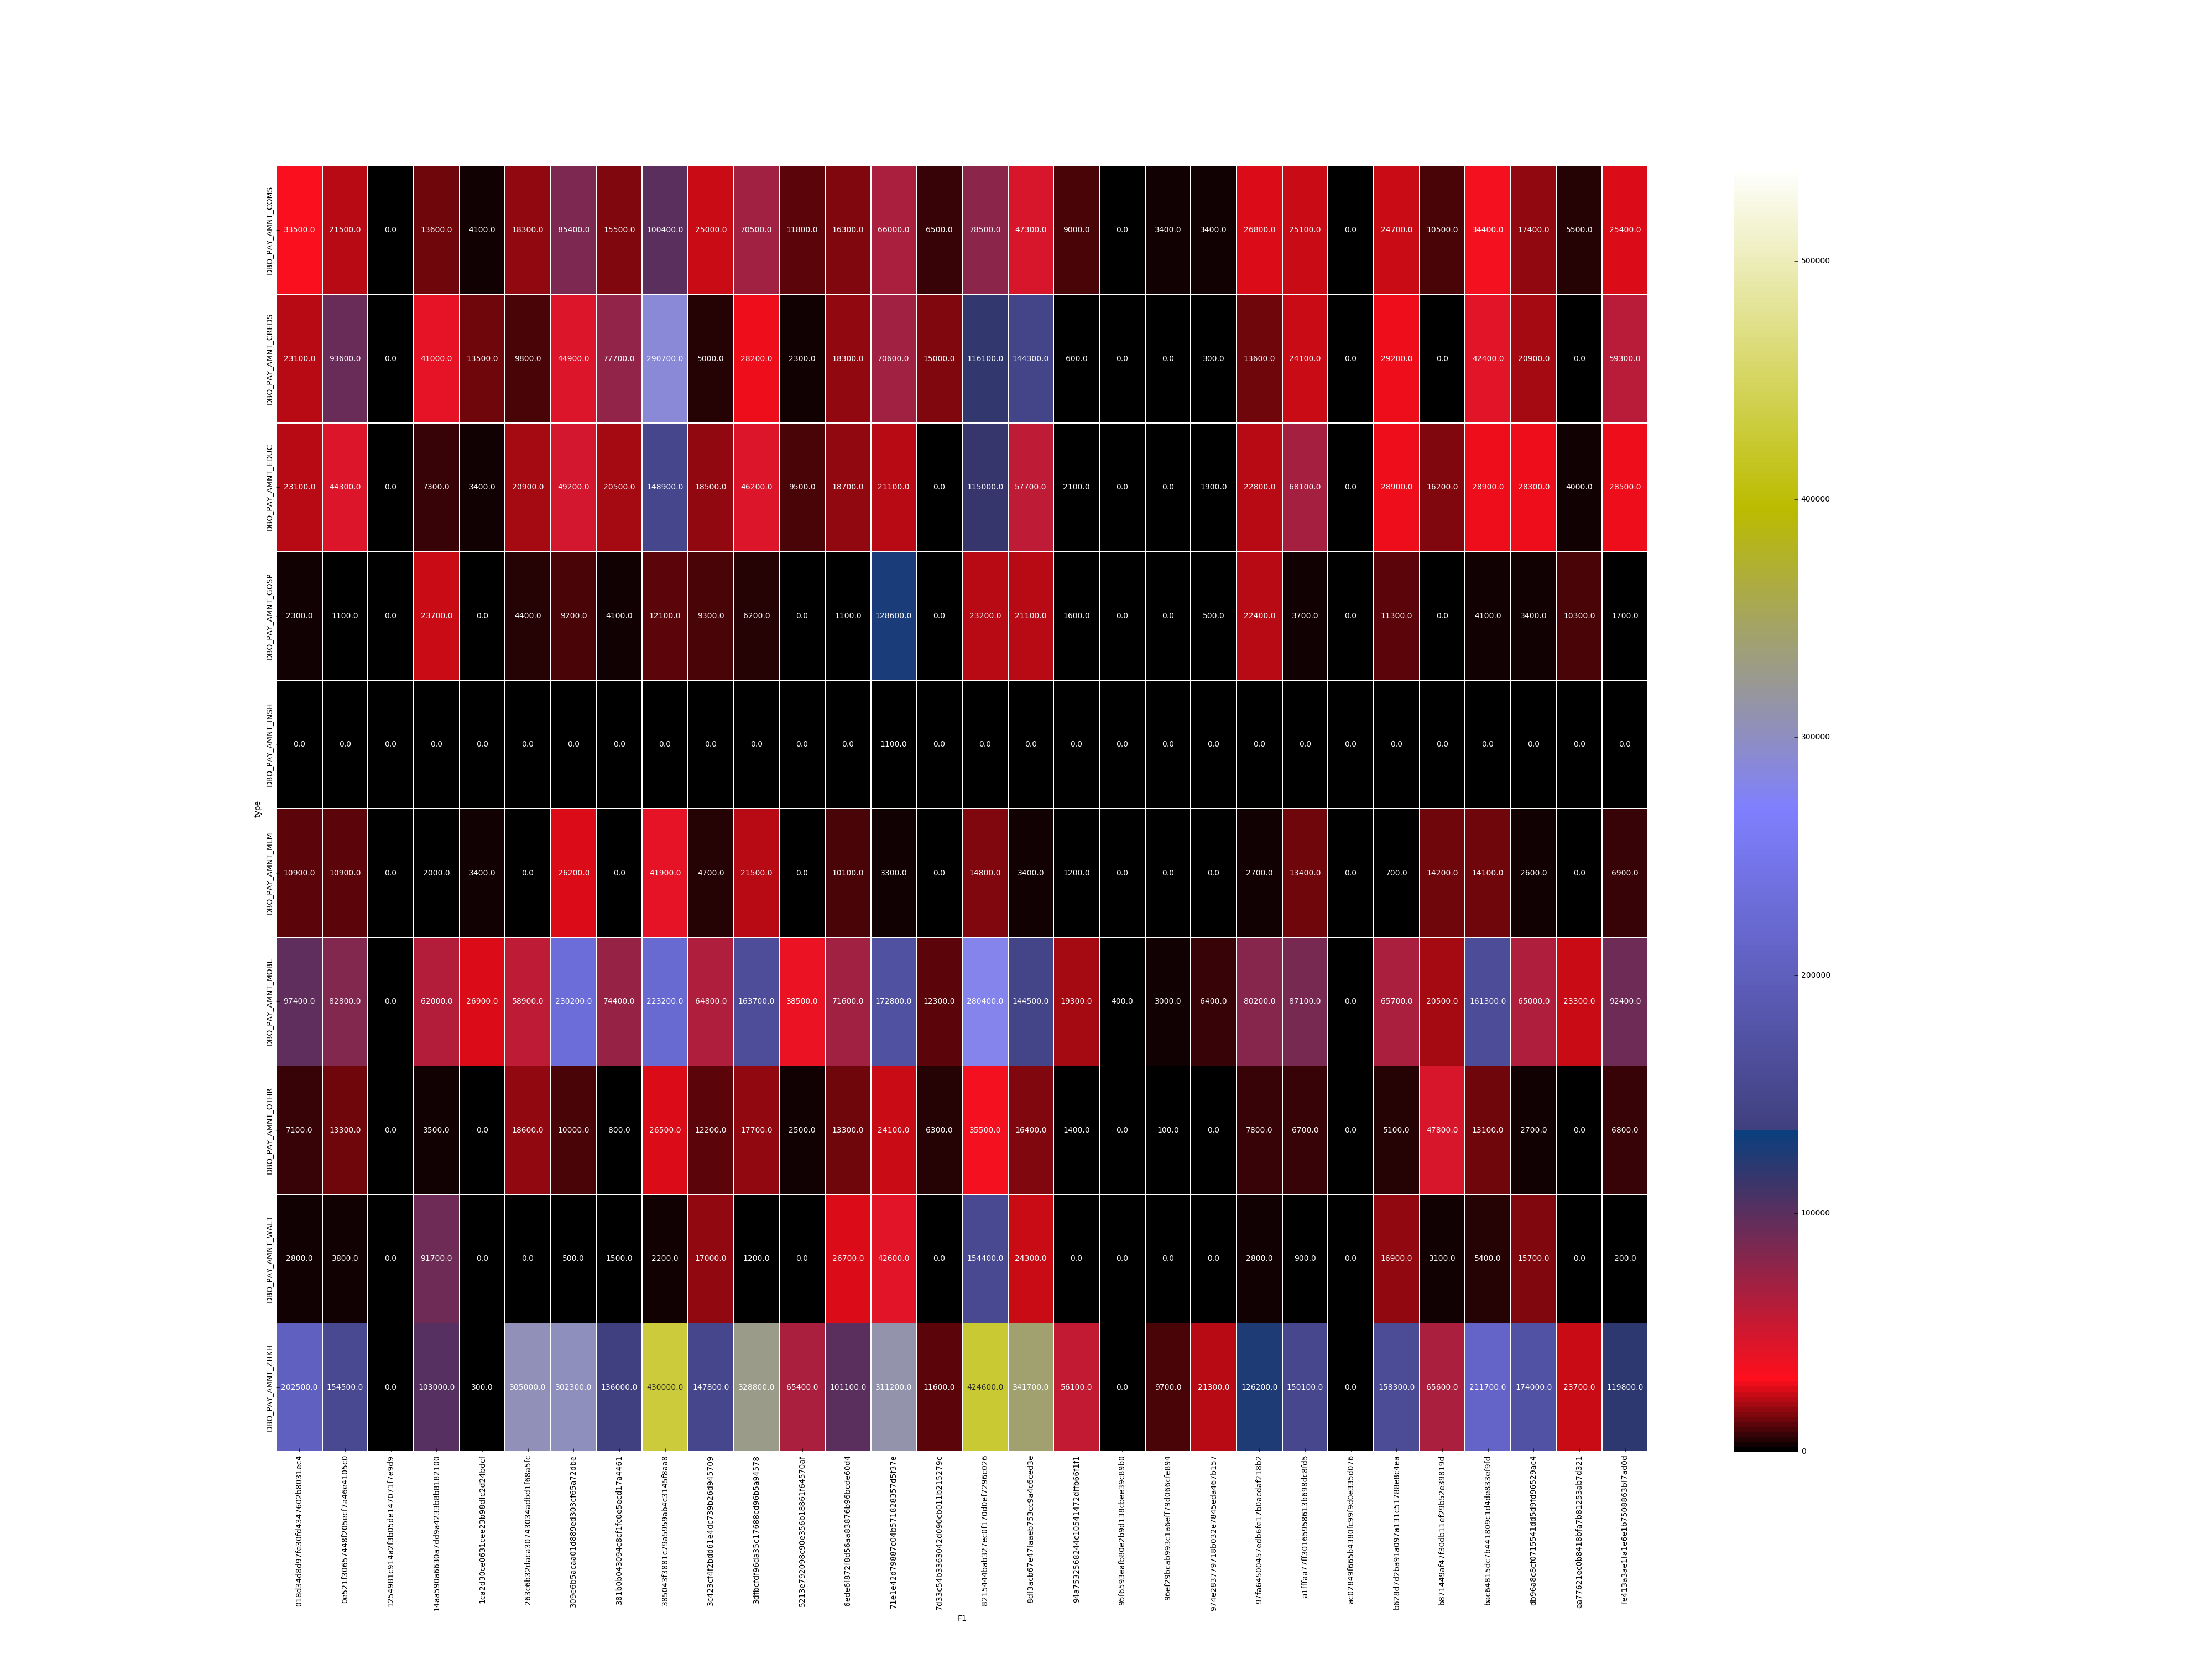 DBO_PAY_AMNT_COMS
33500.0 21500.0 0.0 13600.0 4100.0 18300.0 85400.0 15500.0 100400.0 25000.0 70500.0 11800.0 16300.0 66000.0 6500.0 78500.0 47300.0 9000.0 0.0 3400.0 3400.0 26800.0 25100.0 0.0 24700.0 10500.0 34400.0 17400.0 5500.0 25400.0
DBO_PAY_AMNT_CREDS
23100.0 93600.0 0.0 41000.0 13500.0 9800.0 44900.0 77700.0 290700.0 5000.0 28200.0 2300.0 18300.0 70600.0 15000.0 116100.0 144300.0 600.0 0.0 0.0 300.0 13600.0 24100.0 0.0 29200.0 0.0 42400.0 20900.0 0.0 59300.0
DBO_PAY_AMNT_EDUC
23100.0 44300.0 0.0 7300.0 3400.0 20900.0 49200.0 20500.0 148900.0 18500.0 46200.0 9500.0 18700.0 21100.0 0.0 115000.0 57700.0 2100.0 0.0 0.0 1900.0 22800.0 68100.0 0.0 28900.0 16200.0 28900.0 28300.0 4000.0 28500.0
DBO_PAY_AMNT_GOSP
2300.0 1100.0 0.0 23700.0 0.0 4400.0 9200.0 4100.0 12100.0 9300.0 6200.0 0.0 1100.0 128600.0 0.0 23200.0 21100.0 1600.0 0.0 0.0 500.0 22400.0 3700.0 0.0 11300.0 0.0 4100.0 3400.0 10300.0 1700.0
DBO_PAY_AMNT_INSH
0.0 0.0 0.0 0.0 0.0 0.0 0.0 0.0 0.0 0.0 0.0 0.0 0.0 1100.0 0.0 0.0 0.0 0.0 0.0 0.0 0.0 0.0 0.0 0.0 0.0 0.0 0.0 0.0 0.0 0.0
type
DBO_PAY_AMNT_MLM
10900.0 10900.0 0.0 2000.0 3400.0 0.0 26200.0 0.0 41900.0 4700.0 21500.0 0.0 10100.0 3300.0 0.0 14800.0 3400.0 1200.0 0.0 0.0 0.0 2700.0 13400.0 0.0 700.0 14200.0 14100.0 2600.0 0.0 6900.0
DBO_PAY_AMNT_MOBL
97400.0 82800.0 0.0 62000.0 26900.0 58900.0 230200.0 74400.0 223200.0 64800.0 163700.0 38500.0 71600.0 172800.0 12300.0 280400.0 144500.0 19300.0 400.0 3000.0 6400.0 80200.0 87100.0 0.0 65700.0 20500.0 161300.0 65000.0 23300.0 92400.0
DBO_PAY_AMNT_OTHR
7100.0 13300.0 0.0 3500.0 0.0 18600.0 10000.0 800.0 26500.0 12200.0 17700.0 2500.0 13300.0 24100.0 6300.0 35500.0 16400.0 1400.0 0.0 100.0 0.0 7800.0 6700.0 0.0 5100.0 47800.0 13100.0 2700.0 0.0 6800.0
DBO_PAY_AMNT_WALT
2800.0 3800.0 0.0 91700.0 0.0 0.0 500.0 1500.0 2200.0 17000.0 1200.0 0.0 26700.0 42600.0 0.0 154400.0 24300.0 0.0 0.0 0.0 0.0 2800.0 900.0 0.0 16900.0 3100.0 5400.0 15700.0 0.0 200.0
DBO_PAY_AMNT_ZHKH
202500.0 154500.0 0.0 103000.0 300.0 305000.0 302300.0 136000.0 430000.0 147800.0 328800.0 65400.0 101100.0 311200.0 11600.0 424600.0 341700.0 56100.0 0.0 9700.0 21300.0 126200.0 150100.0 0.0 158300.0 65600.0 211700.0 174000.0 23700.0 119800.0
018d34d8d97fe30fd4347602b8031ec4
0e521f30657448f205ecf7a46e4105c0
1254981c914a2f3b05de147071f7e9d9
14aa590a6630a7dd9a4233b8b8182100
1ca2d30ce0631cee23b98dfc2d24bdcf
263c6b32daca30743034adbd1f68a5fc
309e6b5acaa01d889ed303cf65a72dbe
381b0b043094c8cf1fc0e5ecd17a4461
385043f3881c79a5959ab4c3145f8aa8
3c423cf4f2bdd61e4dc739b26d945709
3dfbcfdf96da35c17688cd96b5a94578
5213e792098c90e356b18861f64570af
6ede6f872f8d56aa83876b96bcde60d4
71e1e42d79887c04b571828357d5f37e
7d33c54b3363042d090cb011b215279c
8215444bab327ec0f170d0ef7296c026
8df3acb67e47faaeb753cc9a4c6ced3e
94a7532568244c10541472dffb66f1f1
95f6593eafb80e2b9d138cbee39c89b0
96ef29bcab993c1a6eff79d066cfe894
974e283779718b032e7845eda467b157
97fa64500457edb6fe17b0acdaf218b2
a1fffaa77ff30165958613b698dc8fd5
ac02849f665b4380fc99f9d0e335d076
b628d7d2ba91a097a131c51788e8c4ea
b871449af47f30db11ef29b52e39819d
bac64815dc7b441809c1d4de833ef9fd
db96a8c8cf0715541dd5d9fd96529ac4
ea77621ec0b8418bfa7b81253ab7d321
fe413a3ae1fa1e6e1b7508863bf7ad0d
F1
500000
400000
300000
200000
100000
0